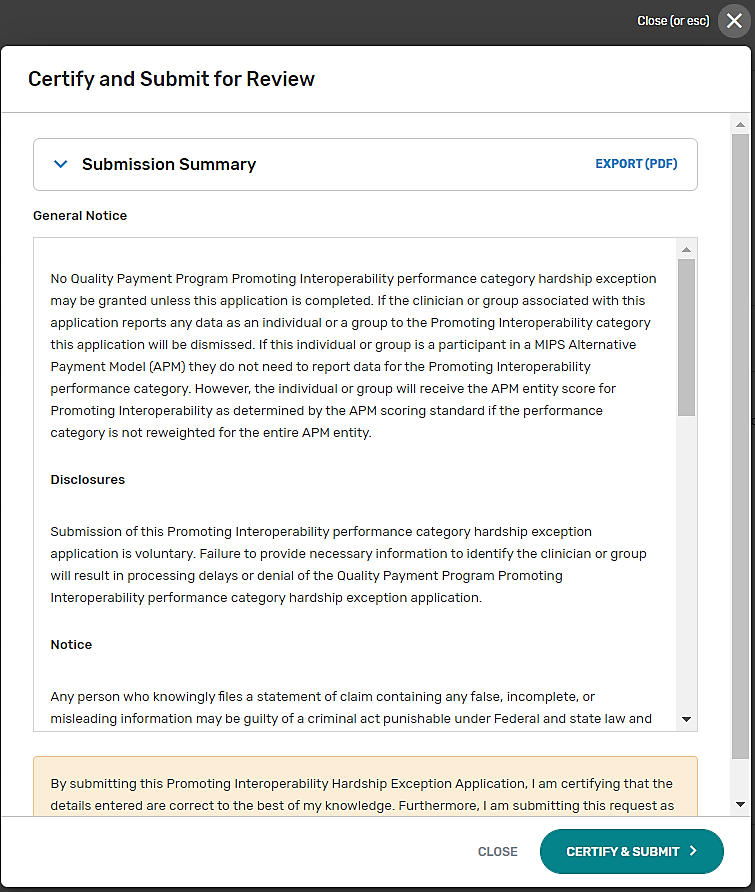 Close (or esc)
Certify and Submit for Review
Submission Summary
EXPORT (PDF)
General Notice
No Quality Payment Program Promoting Interoperability performance category hardship exception
may be granted unless this application is completed. If the clinician or group associated with this
application reports any data as an individual or a group to the Promoting Interoperability category
this application will be dismissed. If this individual or group is a participant in a MIPS Alternative
Payment Model (APM) they do not need to report data for the Promoting Interoperability
performance category. However, the individual or group will receive the APM entity score for
Promoting Interoperability as determined by the APM scoring standard if the performance
category is not reweighted for the entire APM entity.
Disclosures
Submission of this Promoting Interoperability performance category hardship exception
application is voluntary. Failure to provide necessary information to identify the clinician or group
will result in processing delays or denial of the Quality Payment Program Promoting
Interoperability performance category hardship exception application.
Notice
Any person who knowingly files a statement of claim containing any false, incomplete, or
misleading information may be guilty of a criminal act punishable under Federal and state law and
By submitting this Promoting Interoperability Hardship Exception Application, I am certifying that the
details entered are correct to the best of my knowledge. Furthermore, I am submitting this request as
CLOSE
CERTIFY & SUBMIT